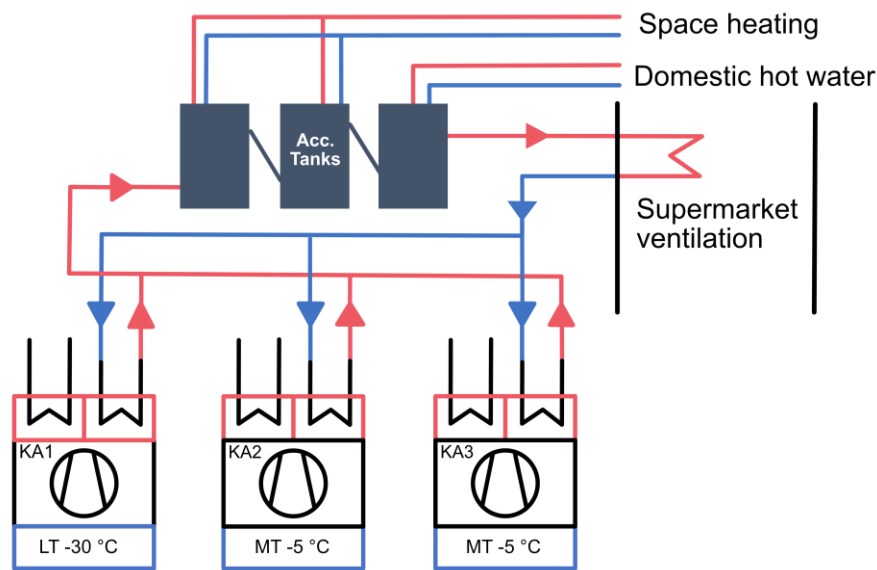 Space heating
Domestic hot water
Acc.
Tanks
Supermarket
ventilation
KA1
KA2
KA3
LT -30 °C
MT -5 °C
MT -5 °C